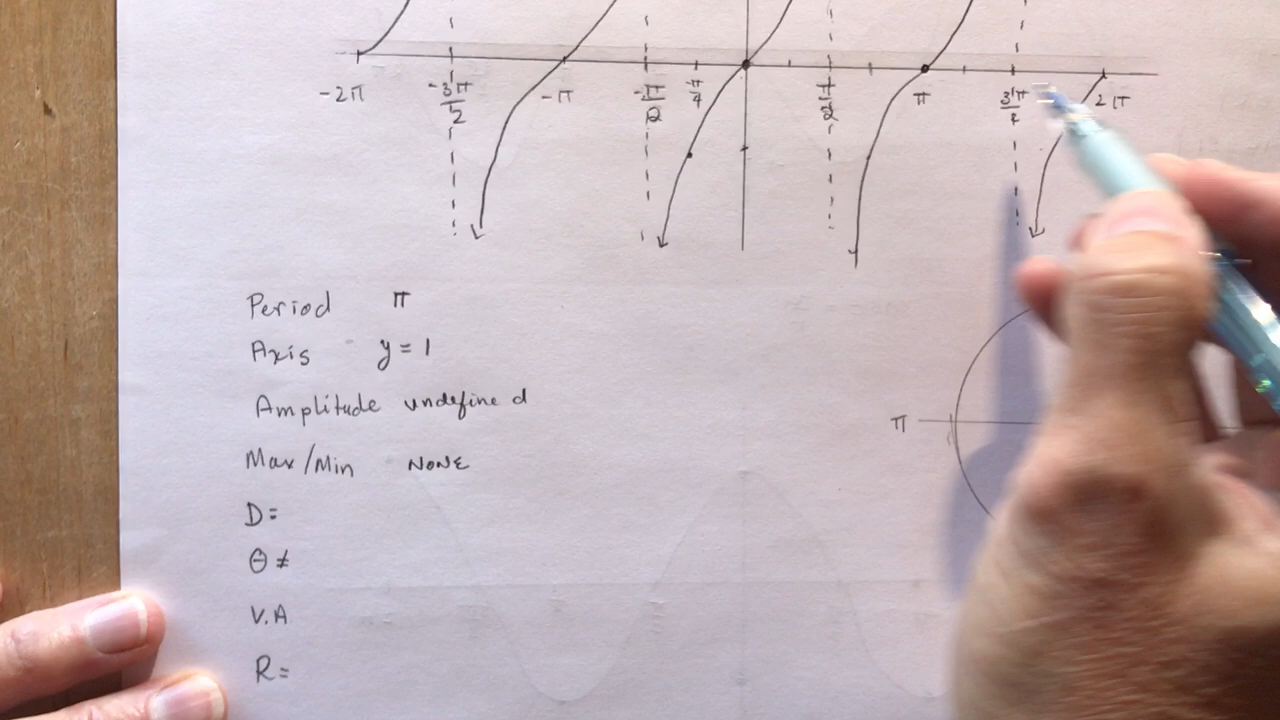 -2π -3π/2 -π -π/2 π/4 π/2 π 3π/2 2π
Period π
Axis y = 1
Amplitude undefined
Max/Min NONE
π
D =
θ ≠
V.A
R =